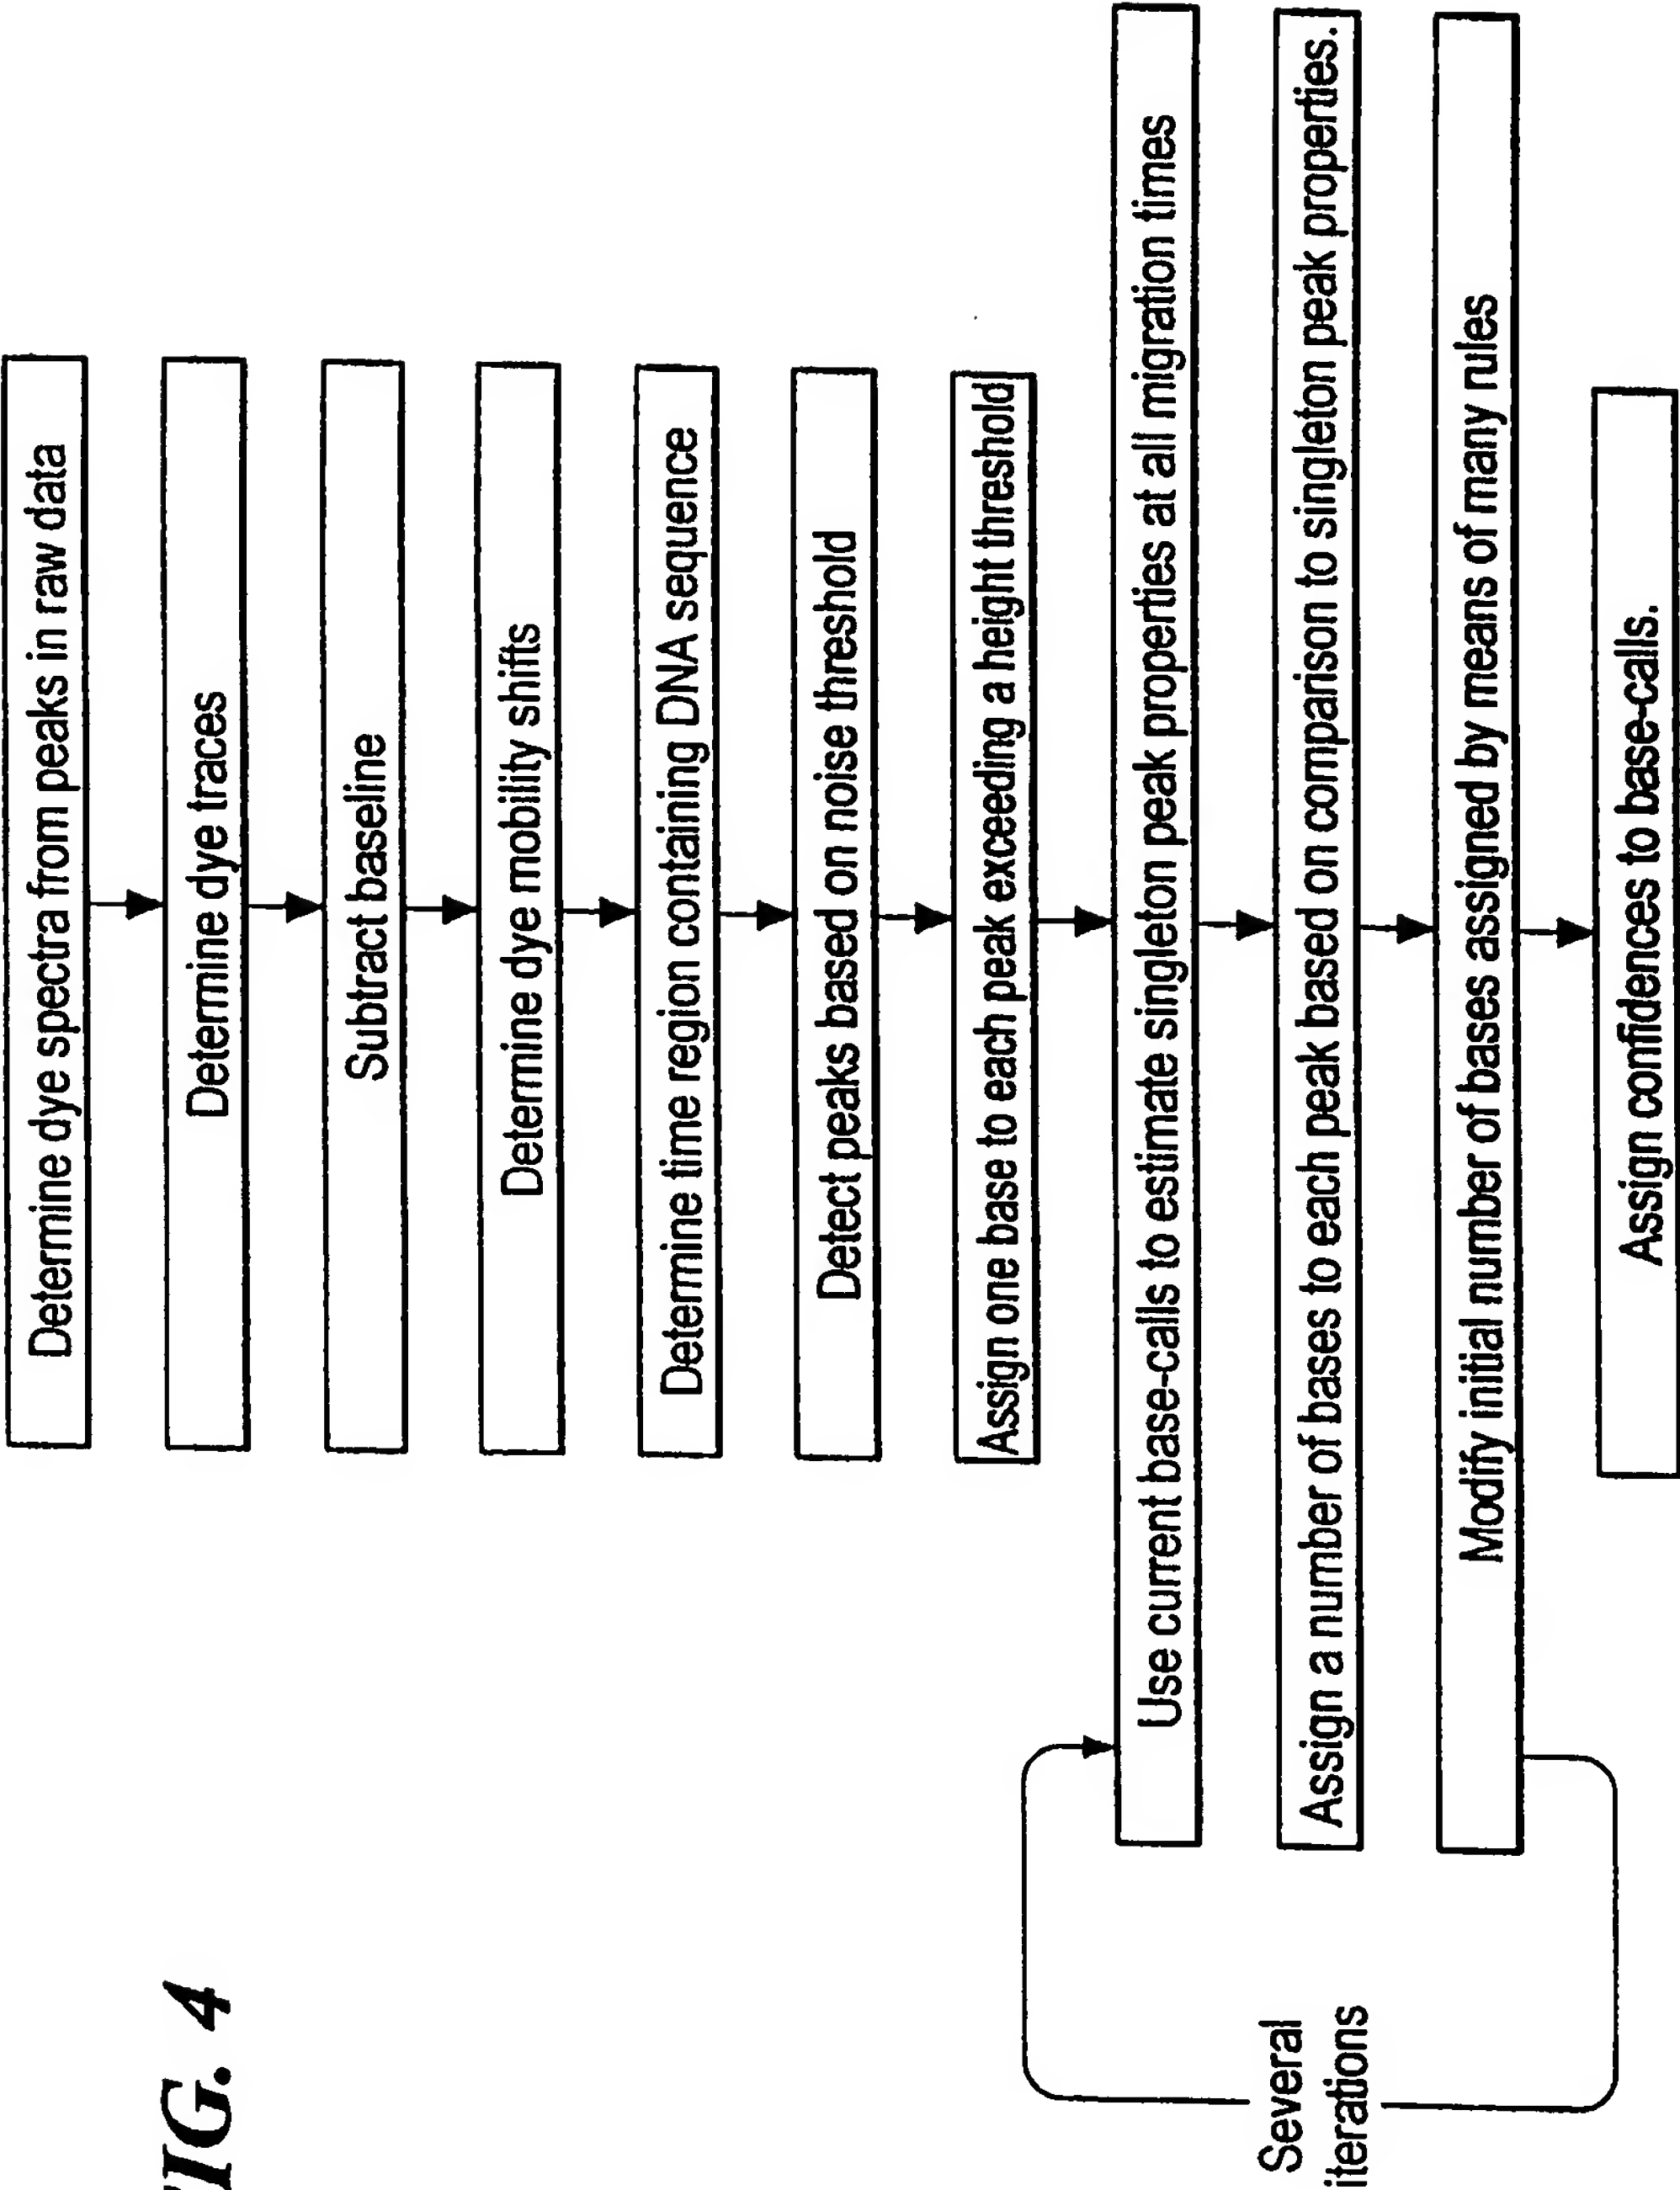 Determine dye spectra from peaks in raw data
Determine dye traces
Subtract baseline
Determine dye mobility shifts
Determine time region containing DNA sequence
Detect peaks based on noise threshold
Assign one base to each peak exceeding a height threshold
Use current base-calls to estimate singleton peak properties at all migration times
Assign a number of bases to each peak based on comparison to singleton peak properties.
Modify initial number of bases assigned by means of many rules
Assign confidences to base-calls.
Several
iterations
IG. 4